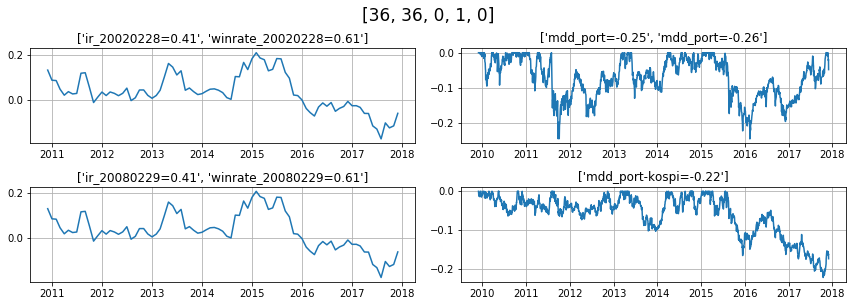 [36, 36, 0, 1, 0]
['ir_20020228=0.41', 'winrate_20020228=0.61']
0.2
0.0
2011 2012 2013 2014 2015 2016 2017 2018
['mdd_port=-0.25', 'mdd_port=-0.26']
0.0
−0.1
−0.2
2010 2011 2012 2013 2014 2015 2016 2017 2018
['ir_20080229=0.41', 'winrate_20080229=0.61']
0.2
0.0
2011 2012 2013 2014 2015 2016 2017 2018
['mdd_port-kospi=-0.22']
0.0
−0.1
−0.2
2010 2011 2012 2013 2014 2015 2016 2017 2018